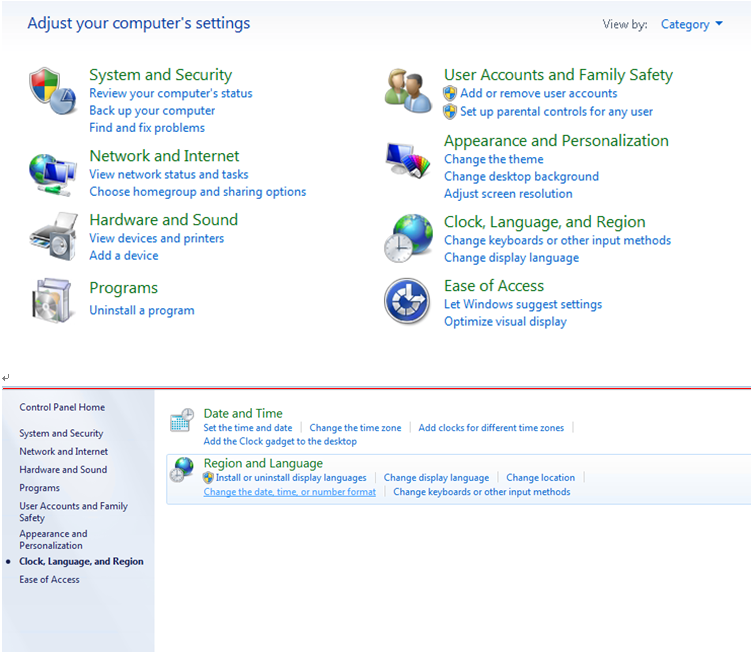 Adjust your computer's settings
View by: Category
System and Security
Review your computer's status
Back up your computer
Find and fix problems
Network and Internet
View network status and tasks
Choose homegroup and sharing options
Hardware and Sound
View devices and printers
Add a device
Programs
Uninstall a program
User Accounts and Family Safety
Add or remove user accounts
Set up parental controls for any user
Appearance and Personalization
Change the theme
Change desktop background
Adjust screen resolution
Clock, Language, and Region
Change keyboards or other input methods
Change display language
Ease of Access
Let Windows suggest settings
Optimize visual display
Control Panel Home
System and Security
Network and Internet
Hardware and Sound
Programs
User Accounts and Family
Safety
Appearance and
Personalization
Clock, Language, and Region
Ease of Access
Date and Time
Set the time and date Change the time zone Add clocks for different time zones
Add the Clock gadget to the desktop
Region and Language
Install or uninstall display languages Change display language Change location
Change the date, time, or number format Change keyboards or other input methods